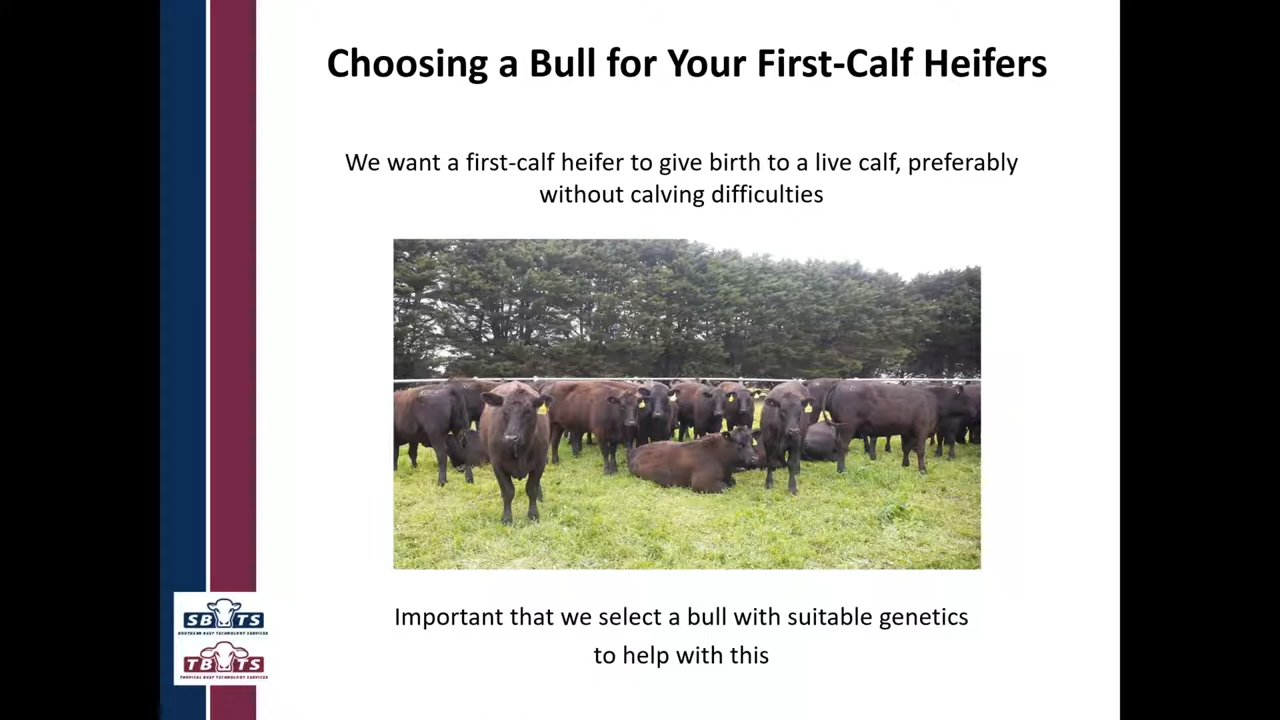 Choosing a Bull for Your First-Calf Heifers
We want a first-calf heifer to give birth to a live calf, preferably
without calving difficulties
Important that we select a bull with suitable genetics
to help with this
SBTS
SOUTHERN BEEF TECHNOLOGY SERVICES
TBTS
TROPICAL BEEF TECHNOLOGY SERVICES